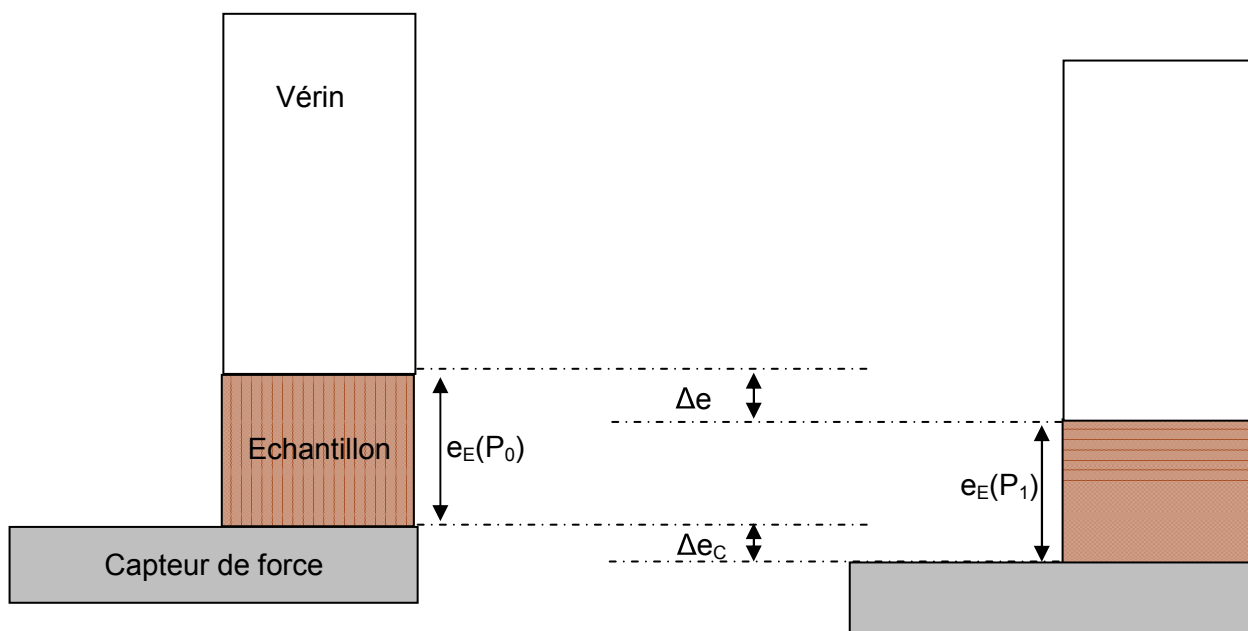 Vérin
Δe
Echantillon
e_E(P_0)
e_E(P_1)
Δe_C
Capteur de force